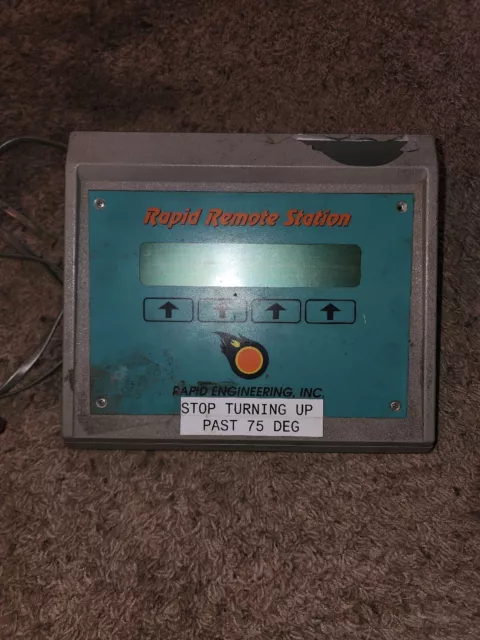 Rapid Remote Station
RAPID ENGINEERING, INC.
STOP TURNING UP
PAST 75 DEG